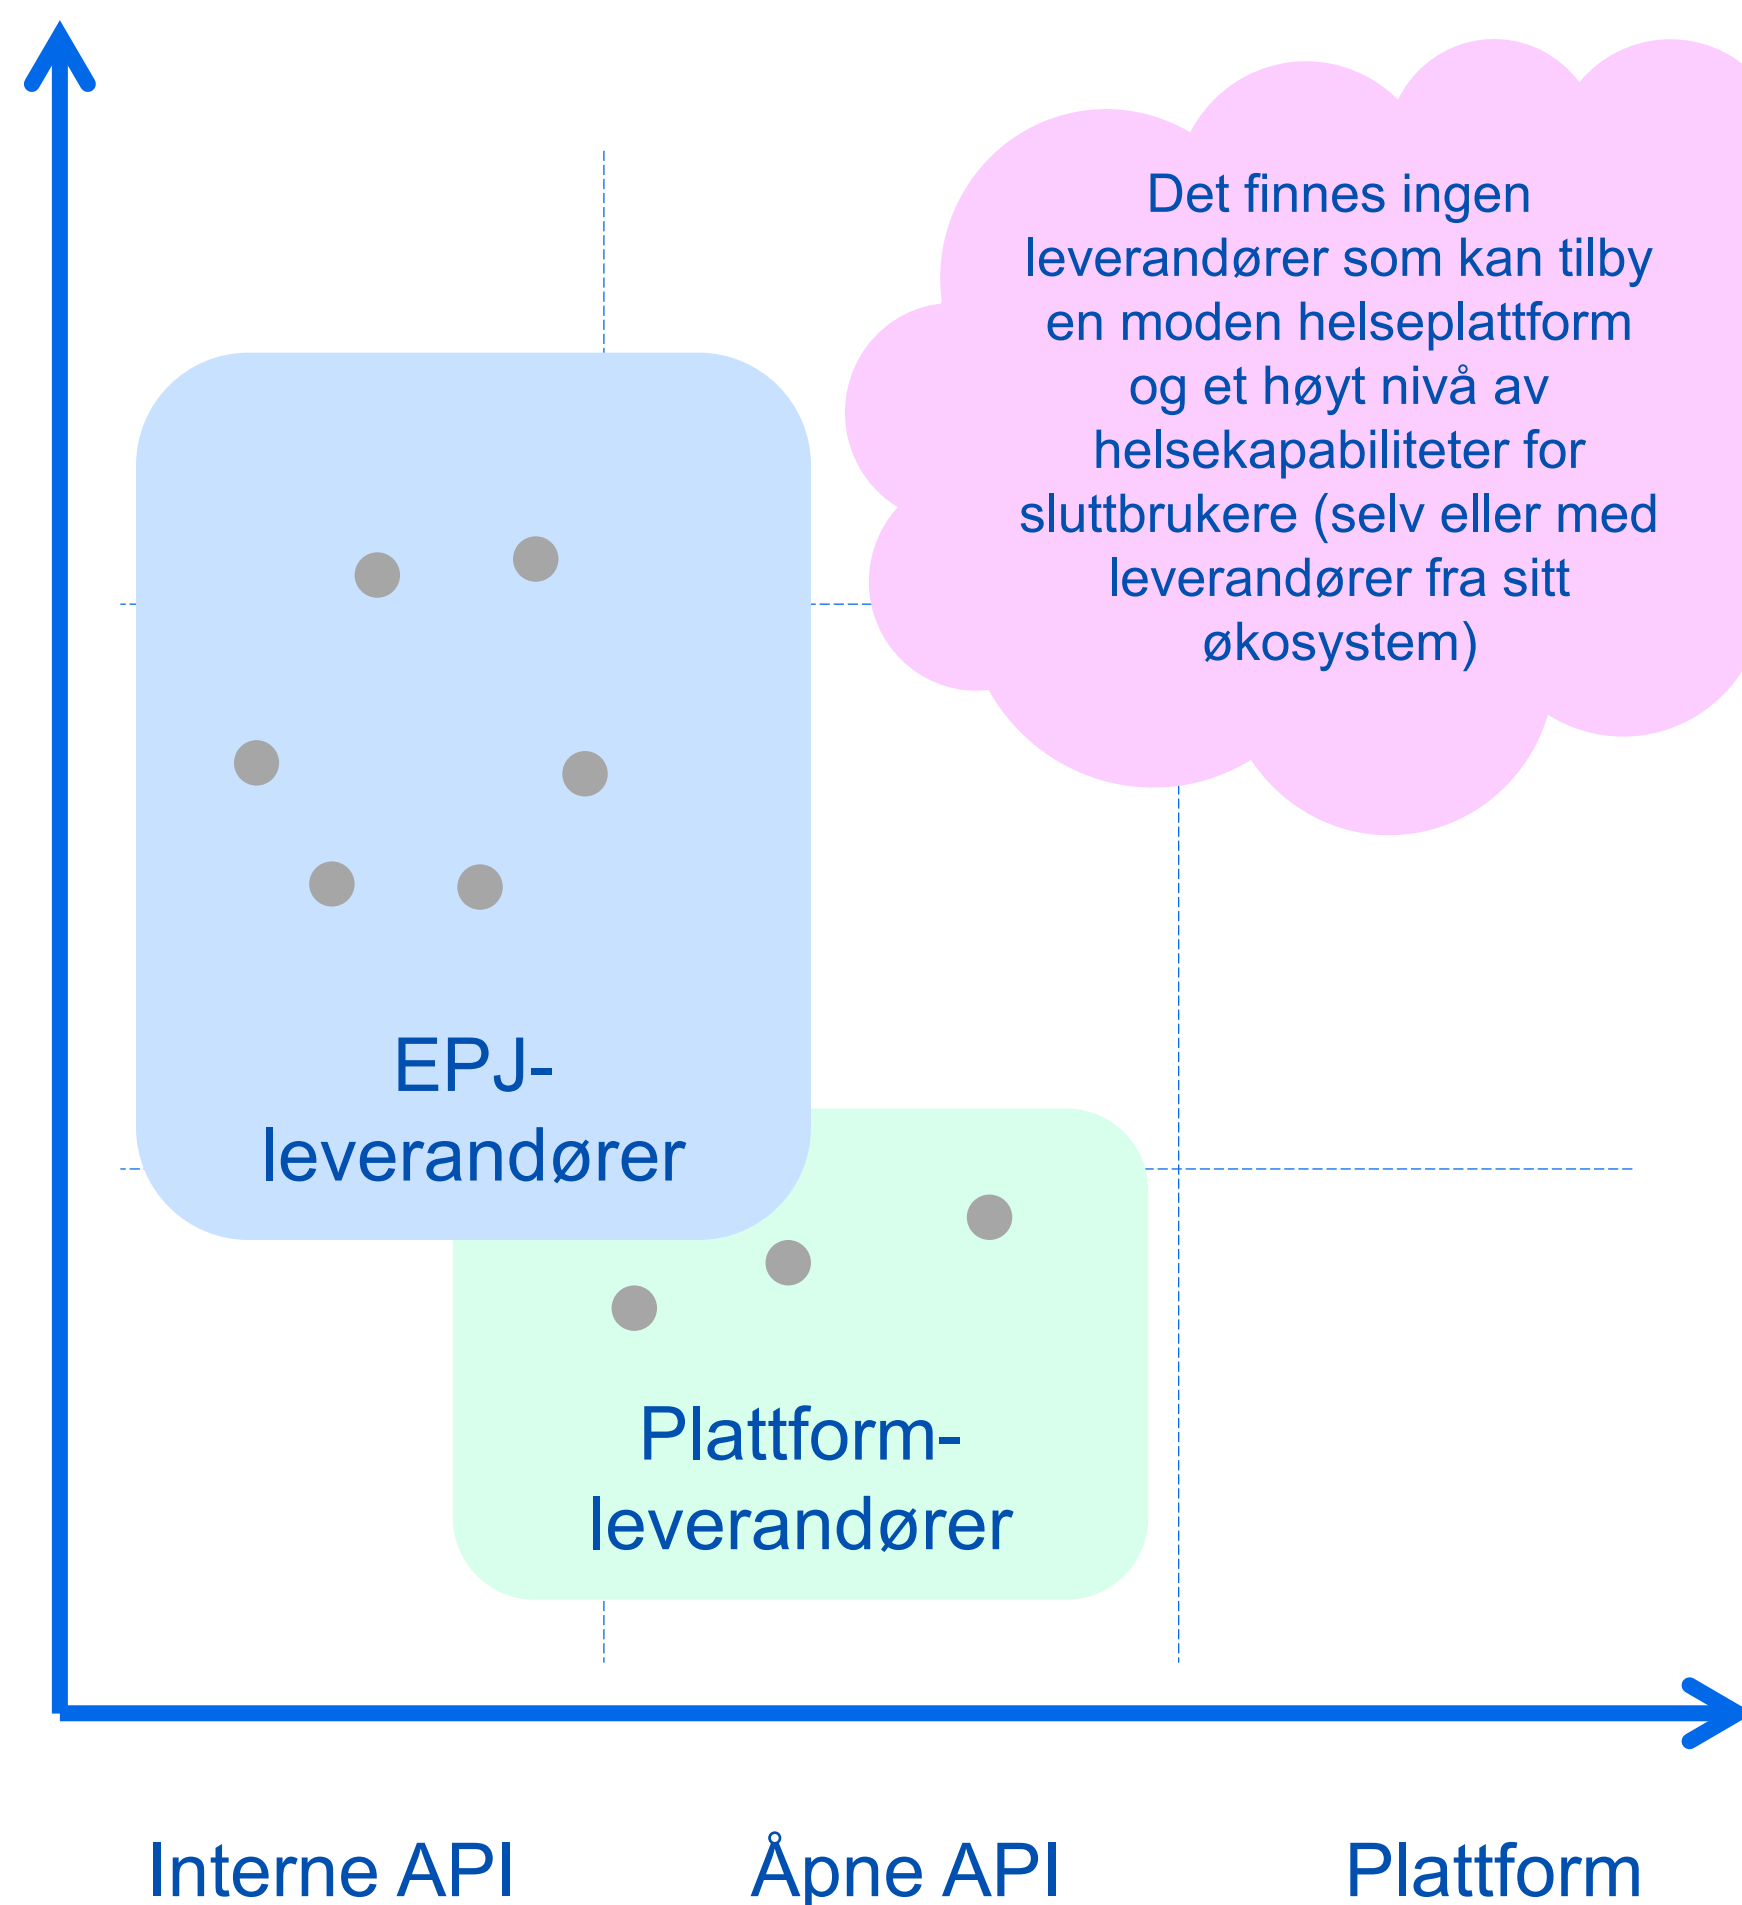 Det finnes ingen
leverandører som kan tilby
en moden helseplattform
og et høyt nivå av
helsekapabiliteter for
sluttbrukere (selv eller med
leverandører fra sitt
økosystem)
EPJ-
leverandører
Plattform-
leverandører
Interne API
Åpne API
Plattform